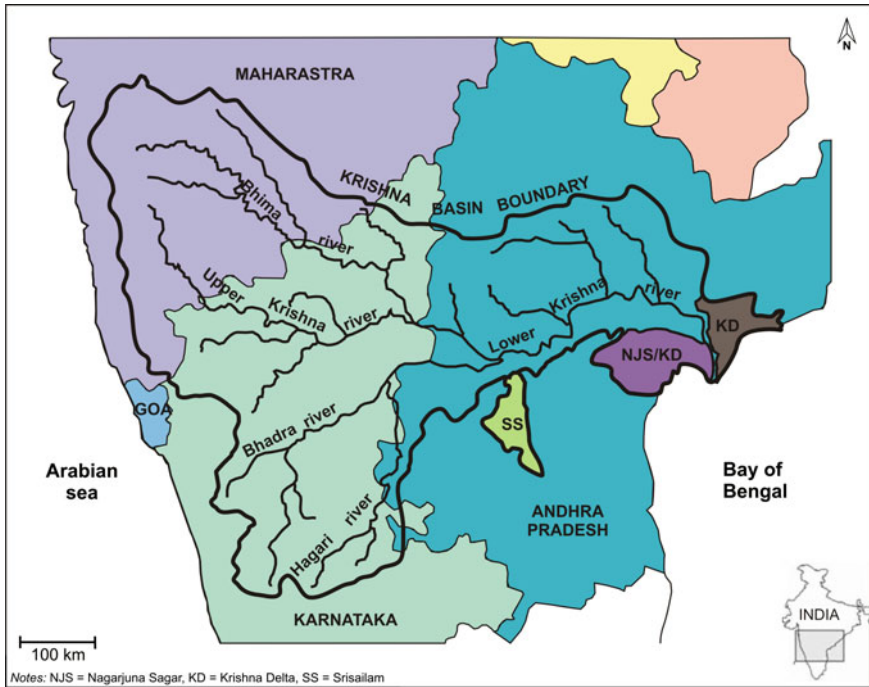 N
MAHARASTRA
KRISHNA BASIN BOUNDARY
Bhima river
Upper Krishna river
Lower Krishna river
KD
NJS/KD
GOA
SS
Bhadra river
Arabian
sea
Bay of
Bengal
ANDHRA
PRADESH
Hagari river
INDIA
KARNATAKA
100 km
Notes: NJS = Nagarjuna Sagar, KD = Krishna Delta, SS = Srisailam